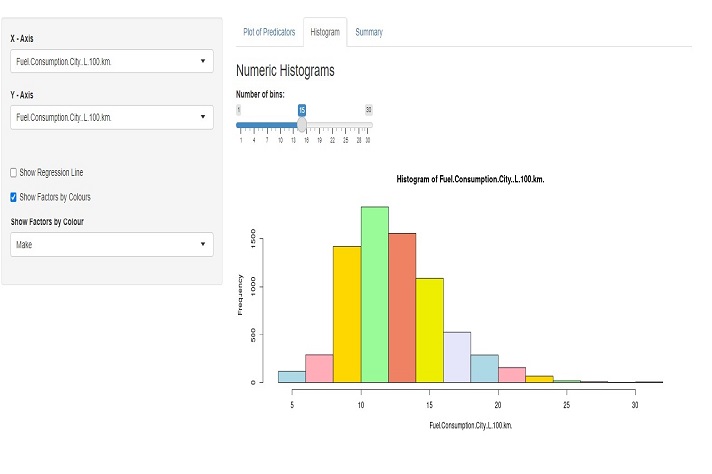 X - Axis
Fuel.Consumption.City..L.100.km.
Y - Axis
Fuel.Consumption.City..L.100.km.
Show Regression Line
Show Factors by Colours
Show Factors by Colour
Make
Plot of Predicators Histogram Summary
Numeric Histograms
Number of bins:
1 15 30
1 4 7 10 13 16 19 22 25 28 30
Histogram of Fuel.Consumption.City..L.100.km.
Frequency
1500
1000
500
0
5 10 15 20 25 30
Fuel.Consumption.City..L.100.km.